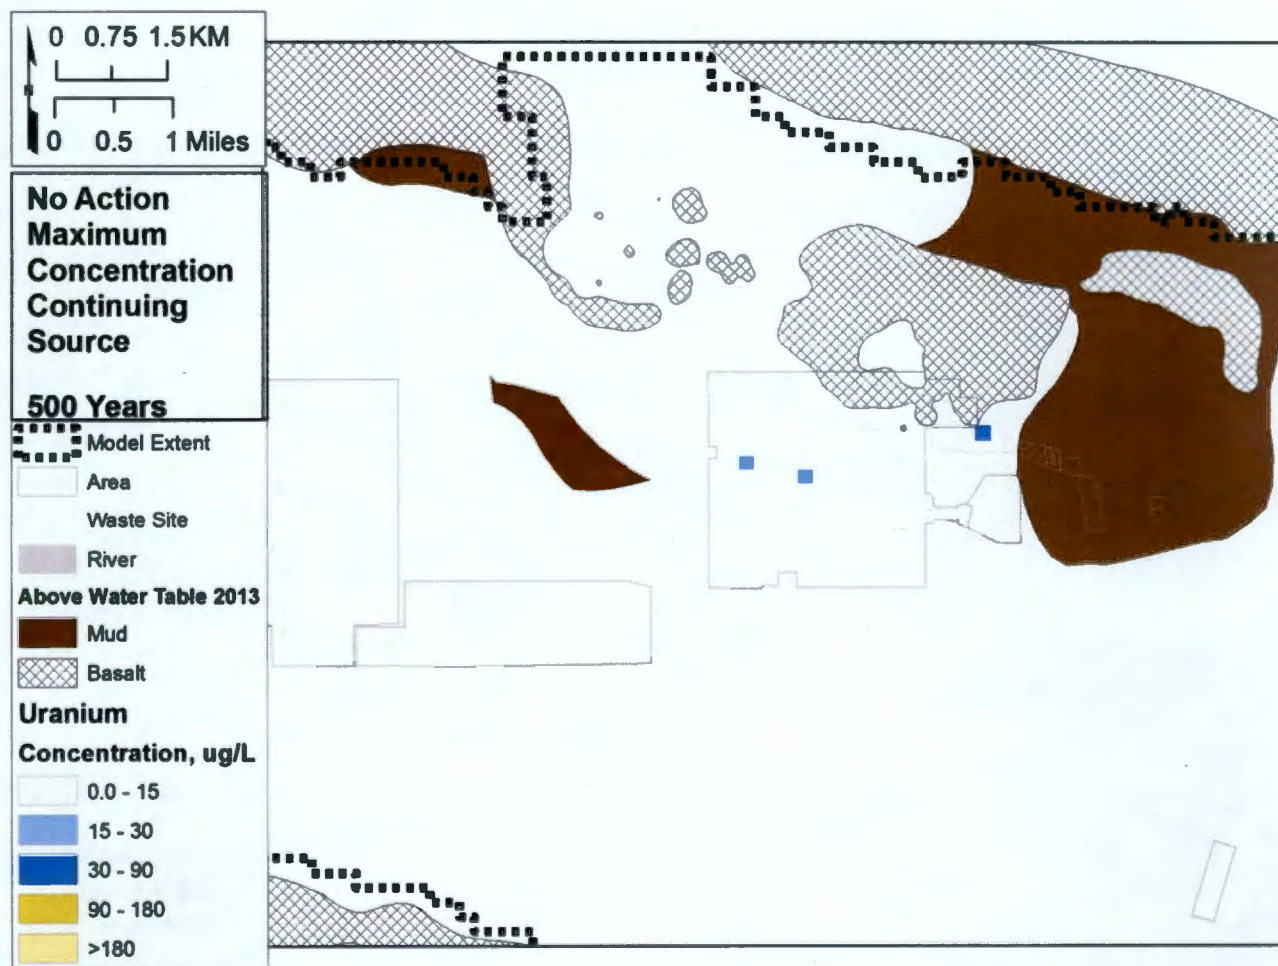 0 0.75 1.5KM
0 0.5 1 Miles
No Action
Maximum
Concentration
Continuing
Source
500 Years
Model Extent
Area
Waste Site
River
Above Water Table 2013
Mud
Basalt
Uranium
Concentration, ug/L
0.0 - 15
15 - 30
30 - 90
90 - 180
>180